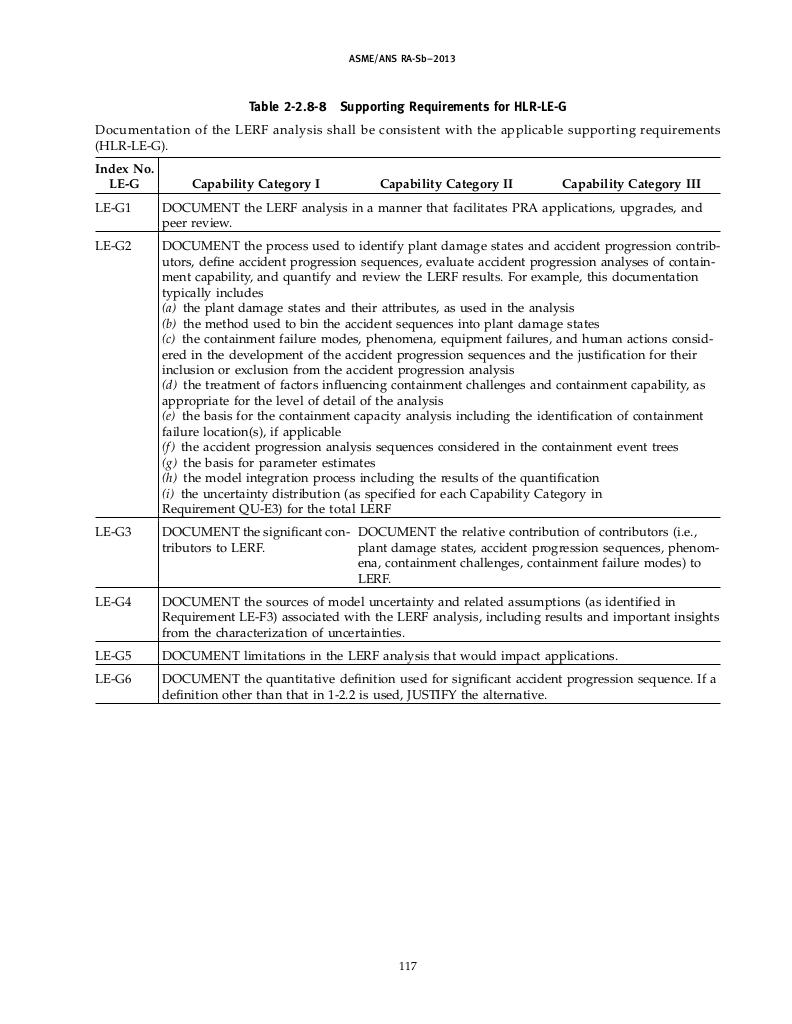 ASME/ANS RA-Sb–2013
Table 2-2.8-8 Supporting Requirements for HLR-LE-G
Documentation of the LERF analysis shall be consistent with the applicable supporting requirements
(HLR-LE-G).
Index No.
LE-G Capability Category I Capability Category II Capability Category III
LE-G1 DOCUMENT the LERF analysis in a manner that facilitates PRA applications, upgrades, and
peer review.
LE-G2 DOCUMENT the process used to identify plant damage states and accident progression contrib-
utors, define accident progression sequences, evaluate accident progression analyses of contain-
ment capability, and quantify and review the LERF results. For example, this documentation
typically includes
(a) the plant damage states and their attributes, as used in the analysis
(b) the method used to bin the accident sequences into plant damage states
(c) the containment failure modes, phenomena, equipment failures, and human actions consid-
ered in the development of the accident progression sequences and the justification for their
inclusion or exclusion from the accident progression analysis
(d) the treatment of factors influencing containment challenges and containment capability, as
appropriate for the level of detail of the analysis
(e) the basis for the containment capacity analysis including the identification of containment
failure location(s), if applicable
(f) the accident progression analysis sequences considered in the containment event trees
(g) the basis for parameter estimates
(h) the model integration process including the results of the quantification
(i) the uncertainty distribution (as specified for each Capability Category in
Requirement QU-E3) for the total LERF
LE-G3 DOCUMENT the significant con- DOCUMENT the relative contribution of contributors (i.e.,
tributors to LERF. plant damage states, accident progression sequences, phenom-
ena, containment challenges, containment failure modes) to
LERF.
LE-G4 DOCUMENT the sources of model uncertainty and related assumptions (as identified in
Requirement LE-F3) associated with the LERF analysis, including results and important insights
from the characterization of uncertainties.
LE-G5 DOCUMENT limitations in the LERF analysis that would impact applications.
LE-G6 DOCUMENT the quantitative definition used for significant accident progression sequence. If a
definition other than that in 1-2.2 is used, JUSTIFY the alternative.
117